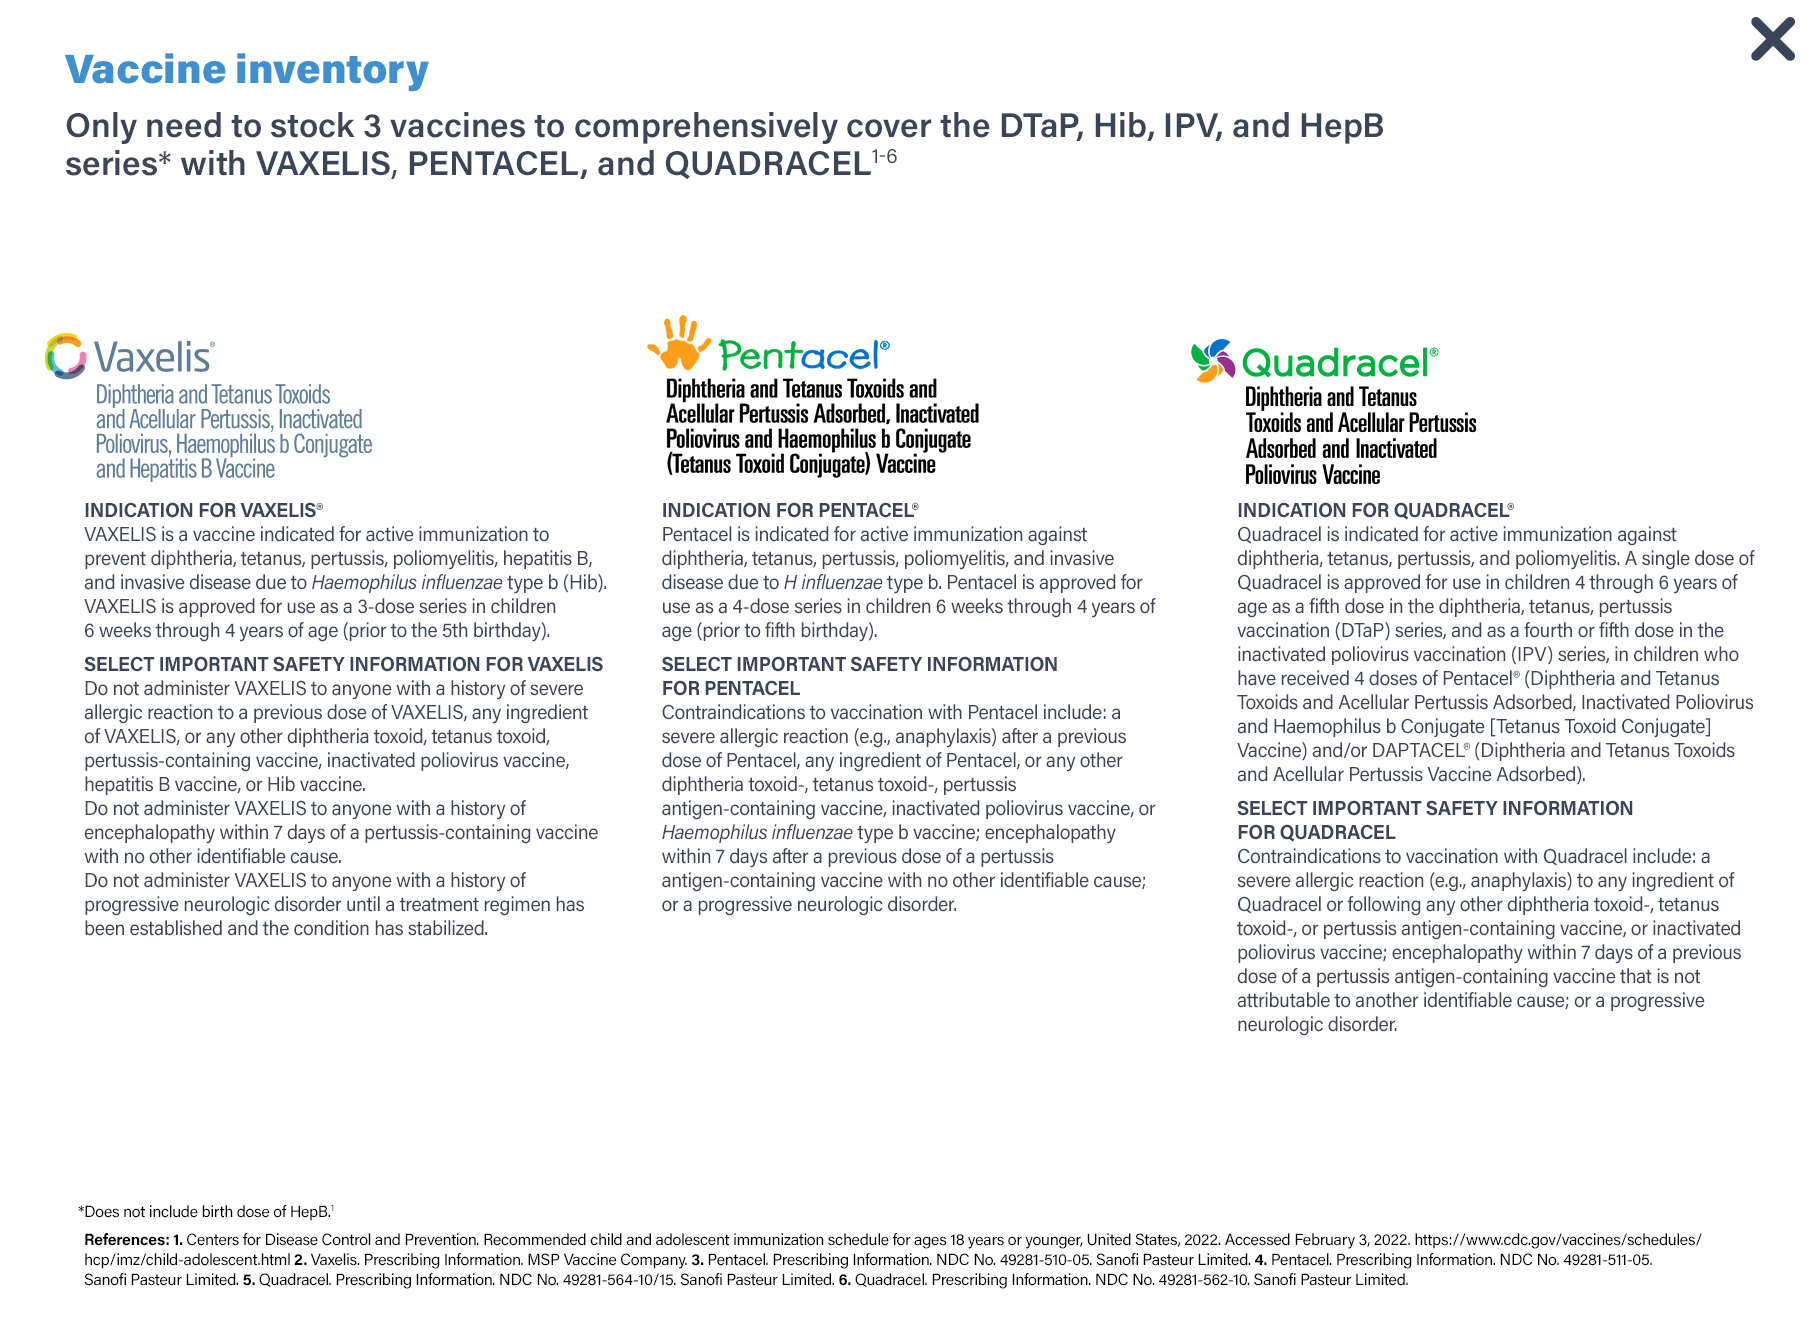 Vaccine inventory
Only need to stock 3 vaccines to comprehensively cover the DTaP, Hib, IPV, and HepB
series* with VAXELIS, PENTACEL, and QUADRACEL1-6
Vaxelis®
Diphtheria and Tetanus Toxoids
and Acellular Pertussis, Inactivated
Poliovirus, Haemophilus b Conjugate
and Hepatitis B Vaccine
INDICATION FOR VAXELIS®
VAXELIS is a vaccine indicated for active immunization to
prevent diphtheria, tetanus, pertussis, poliomyelitis, hepatitis B,
and invasive disease due to Haemophilus influenzae type b (Hib).
VAXELIS is approved for use as a 3-dose series in children
6 weeks through 4 years of age (prior to the 5th birthday).
SELECT IMPORTANT SAFETY INFORMATION FOR VAXELIS
Do not administer VAXELIS to anyone with a history of severe
allergic reaction to a previous dose of VAXELIS, any ingredient
of VAXELIS, or any other diphtheria toxoid, tetanus toxoid,
pertussis-containing vaccine, inactivated poliovirus vaccine,
hepatitis B vaccine, or Hib vaccine.
Do not administer VAXELIS to anyone with a history of
encephalopathy within 7 days of a pertussis-containing vaccine
with no other identifiable cause.
Do not administer VAXELIS to anyone with a history of
progressive neurologic disorder until a treatment regimen has
been established and the condition has stabilized.
Pentacel®
Diphtheria and Tetanus Toxoids and
Acellular Pertussis Adsorbed, Inactivated
Poliovirus and Haemophilus b Conjugate
(Tetanus Toxoid Conjugate) Vaccine
INDICATION FOR PENTACEL®
Pentacel is indicated for active immunization against
diphtheria, tetanus, pertussis, poliomyelitis, and invasive
disease due to H influenzae type b. Pentacel is approved for
use as a 4-dose series in children 6 weeks through 4 years of
age (prior to fifth birthday).
SELECT IMPORTANT SAFETY INFORMATION
FOR PENTACEL
Contraindications to vaccination with Pentacel include: a
severe allergic reaction (e.g., anaphylaxis) after a previous
dose of Pentacel, any ingredient of Pentacel, or any other
diphtheria toxoid-, tetanus toxoid-, pertussis
antigen-containing vaccine, inactivated poliovirus vaccine, or
Haemophilus influenzae type b vaccine; encephalopathy
within 7 days after a previous dose of a pertussis
antigen-containing vaccine with no other identifiable cause;
or a progressive neurologic disorder.
Quadracel®
Diphtheria and Tetanus
Toxoids and Acellular Pertussis
Adsorbed and Inactivated
Poliovirus Vaccine
INDICATION FOR QUADRACEL®
Quadracel is indicated for active immunization against
diphtheria, tetanus, pertussis, and poliomyelitis. A single dose of
Quadracel is approved for use in children 4 through 6 years of
age as a fifth dose in the diphtheria, tetanus, pertussis
vaccination (DTaP) series, and as a fourth or fifth dose in the
inactivated poliovirus vaccination (IPV) series, in children who
have received 4 doses of Pentacel® (Diphtheria and Tetanus
Toxoids and Acellular Pertussis Adsorbed, Inactivated Poliovirus
and Haemophilus b Conjugate [Tetanus Toxoid Conjugate]
Vaccine) and/or DAPTACEL® (Diphtheria and Tetanus Toxoids
and Acellular Pertussis Vaccine Adsorbed).
SELECT IMPORTANT SAFETY INFORMATION
FOR QUADRACEL
Contraindications to vaccination with Quadracel include: a
severe allergic reaction (e.g., anaphylaxis) to any ingredient of
Quadracel or following any other diphtheria toxoid-, tetanus
toxoid-, or pertussis antigen-containing vaccine, or inactivated
poliovirus vaccine; encephalopathy within 7 days of a previous
dose of a pertussis antigen-containing vaccine that is not
attributable to another identifiable cause; or a progressive
neurologic disorder.
*Does not include birth dose of HepB.1
References: 1. Centers for Disease Control and Prevention. Recommended child and adolescent immunization schedule for ages 18 years or younger, United States, 2022. Accessed February 3, 2022. https://www.cdc.gov/vaccines/schedules/
hcp/imz/child-adolescent.html 2. Vaxelis. Prescribing Information. MSP Vaccine Company. 3. Pentacel. Prescribing Information. NDC No. 49281-510-05. Sanofi Pasteur Limited. 4. Pentacel. Prescribing Information. NDC No. 49281-511-05.
Sanofi Pasteur Limited. 5. Quadracel. Prescribing Information. NDC No. 49281-564-10/15. Sanofi Pasteur Limited. 6. Quadracel. Prescribing Information. NDC No. 49281-562-10. Sanofi Pasteur Limited.